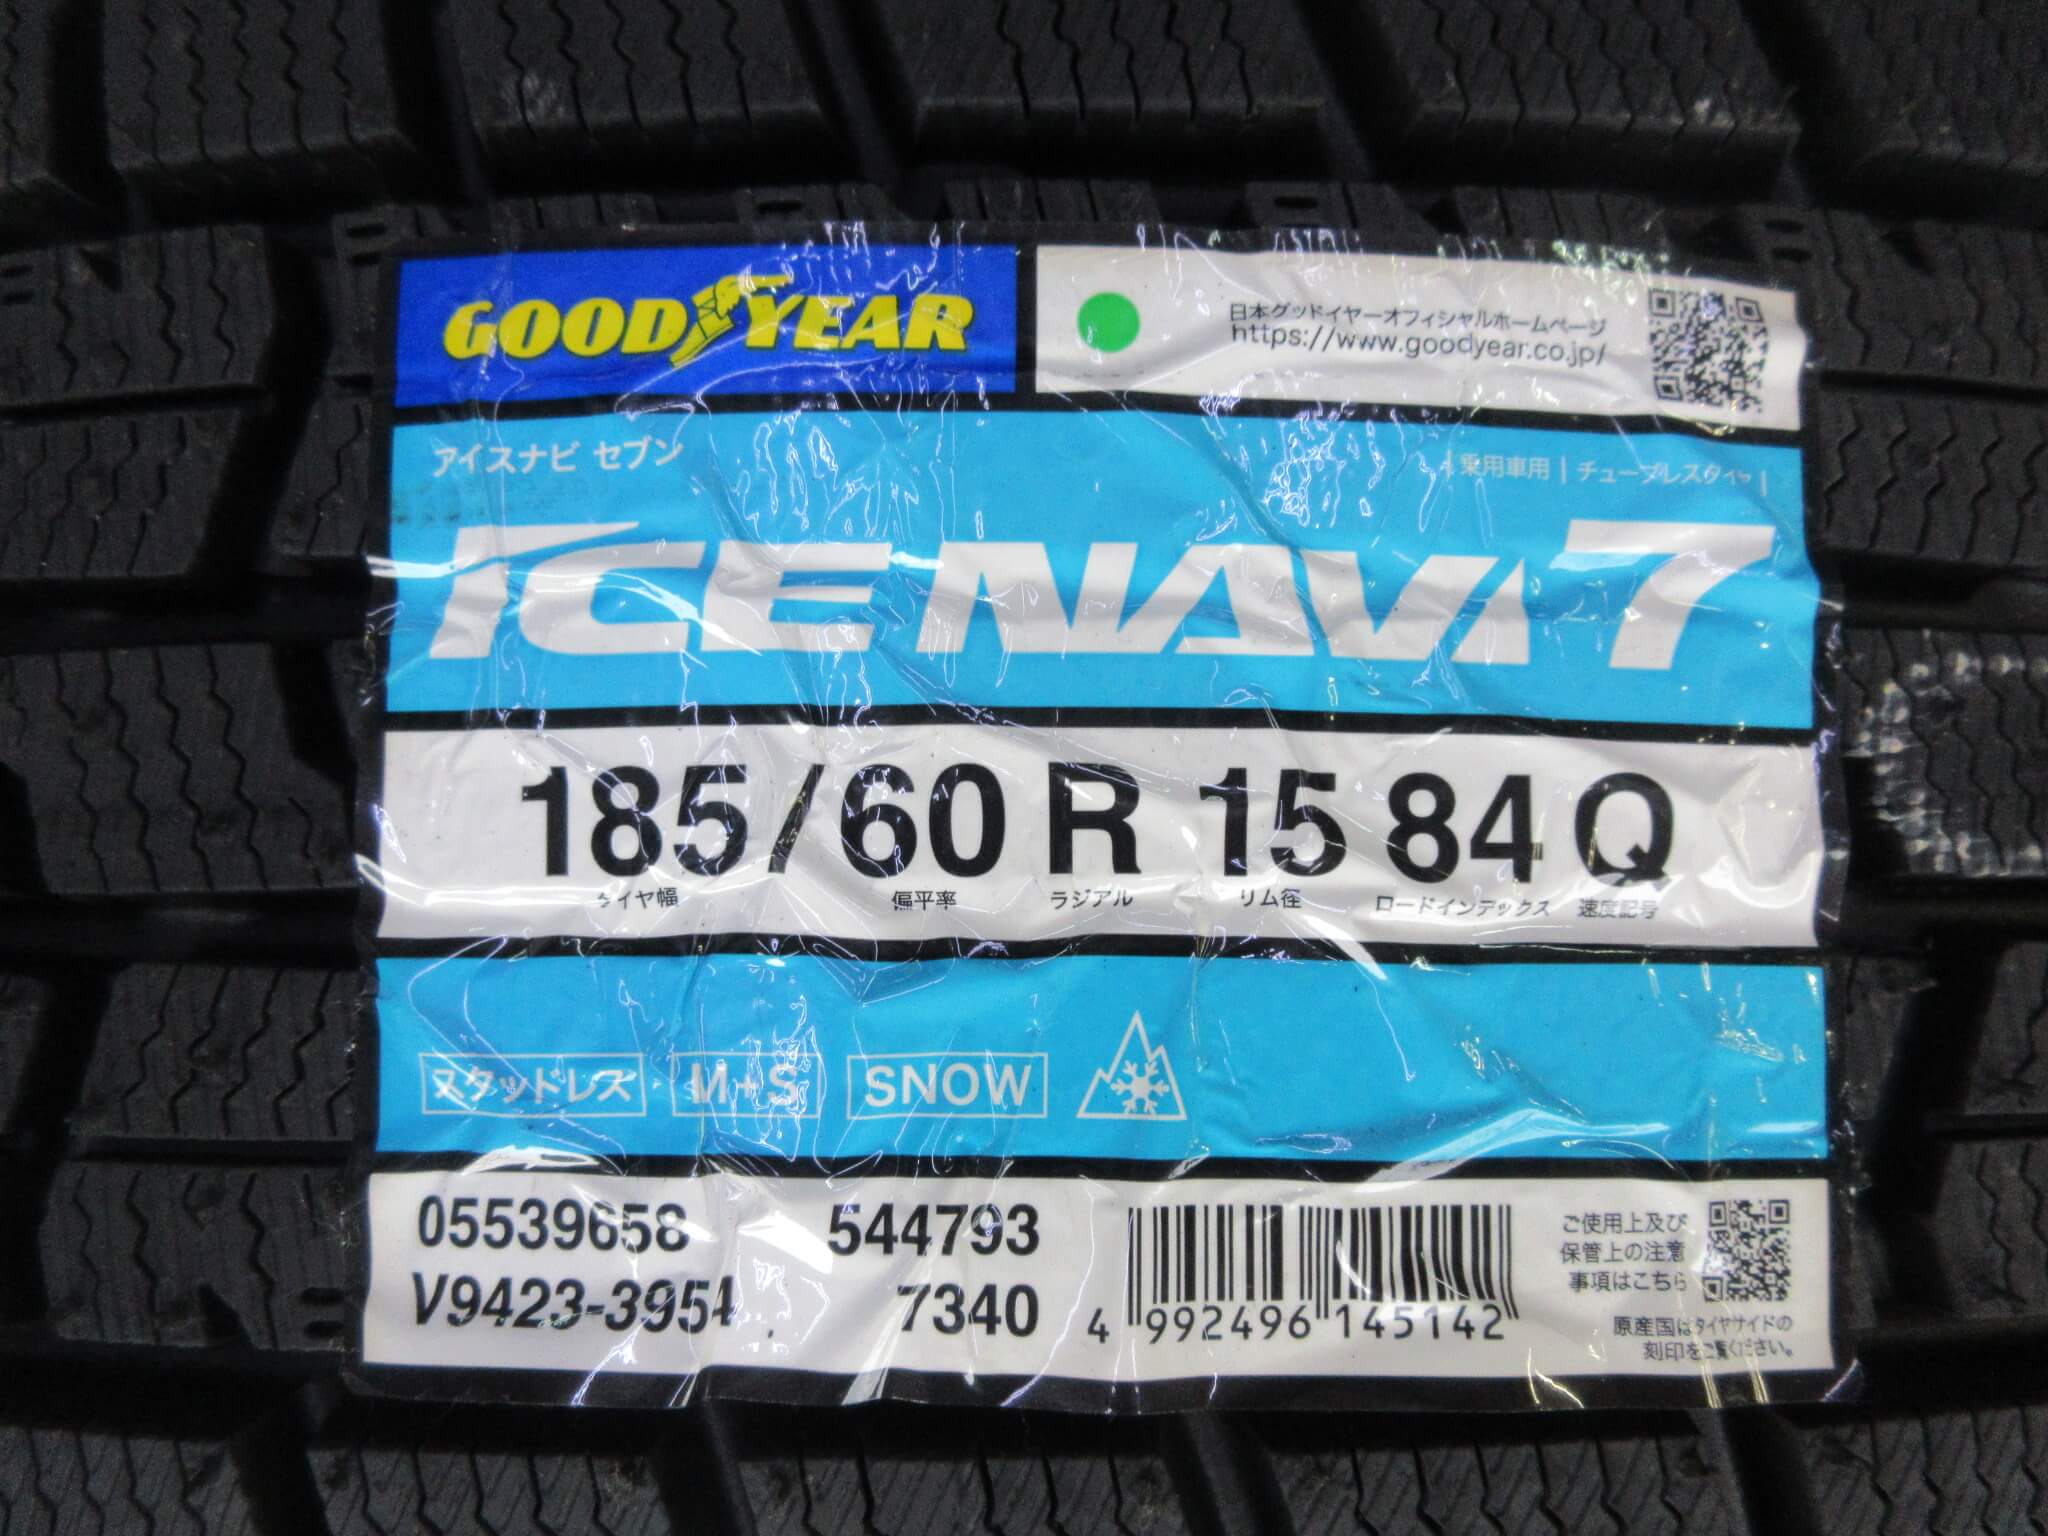 GOODYEAR
日本グッドイヤーオフィシャルホームページ
https://www.goodyear.co.jp/
アイスナビ セブン
|乗用車用|チューブレスタイヤ|
ICENAVI7
185/60 R 15 84 Q
タイヤ幅 偏平率 ラジアル リム径 ロードインデックス 速度記号
スタッドレス M+S SNOW
05539658 544793
V9423-3954 7340
4 992496 145142
ご使用上及び
保管上の注意
事項はこちら
原産国はタイヤサイドの
刻印をご覧ください。